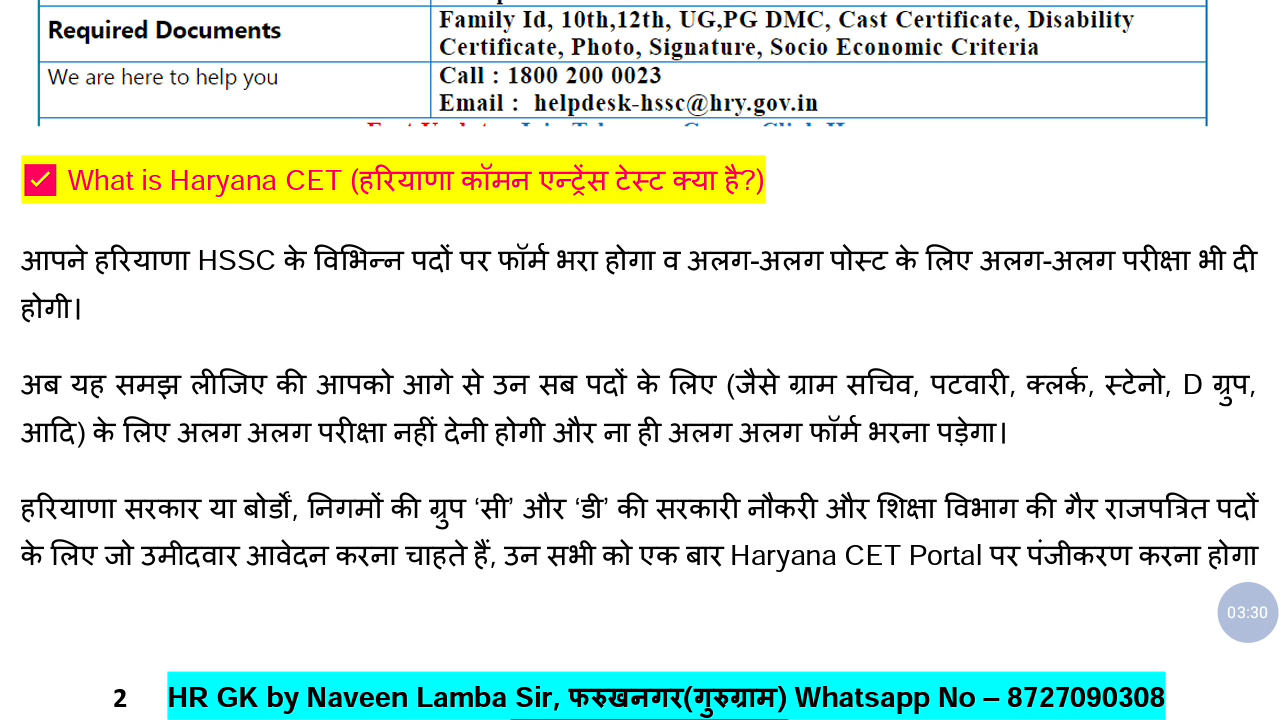 Required Documents
Family Id, 10th,12th, UG,PG DMC, Cast Certificate, Disability
Certificate, Photo, Signature, Socio Economic Criteria
We are here to help you
Call : 1800 200 0023
Email : helpdesk-hssc@hry.gov.in
What is Haryana CET (हरियाणा कॉमन एन्ट्रेंस टेस्ट क्या है?)
आपने हरियाणा HSSC के विभिन्न पदों पर फॉर्म भरा होगा व अलग-अलग पोस्ट के लिए अलग-अलग परीक्षा भी दी
होगी।
अब यह समझ लीजिए की आपको आगे से उन सब पदों के लिए (जैसे ग्राम सचिव, पटवारी, क्लर्क, स्टेनो, D ग्रुप,
आदि) के लिए अलग अलग परीक्षा नहीं देनी होगी और ना ही अलग अलग फॉर्म भरना पड़ेगा।
हरियाणा सरकार या बोर्डों, निगमों की ग्रुप ‘सी’ और ‘डी’ की सरकारी नौकरी और शिक्षा विभाग की गैर राजपत्रित पदों
के लिए जो उमीदवार आवेदन करना चाहते हैं, उन सभी को एक बार Haryana CET Portal पर पंजीकरण करना होगा
03:30
2 HR GK by Naveen Lamba Sir, फरुखनगर(गुरुग्राम) Whatsapp No – 8727090308